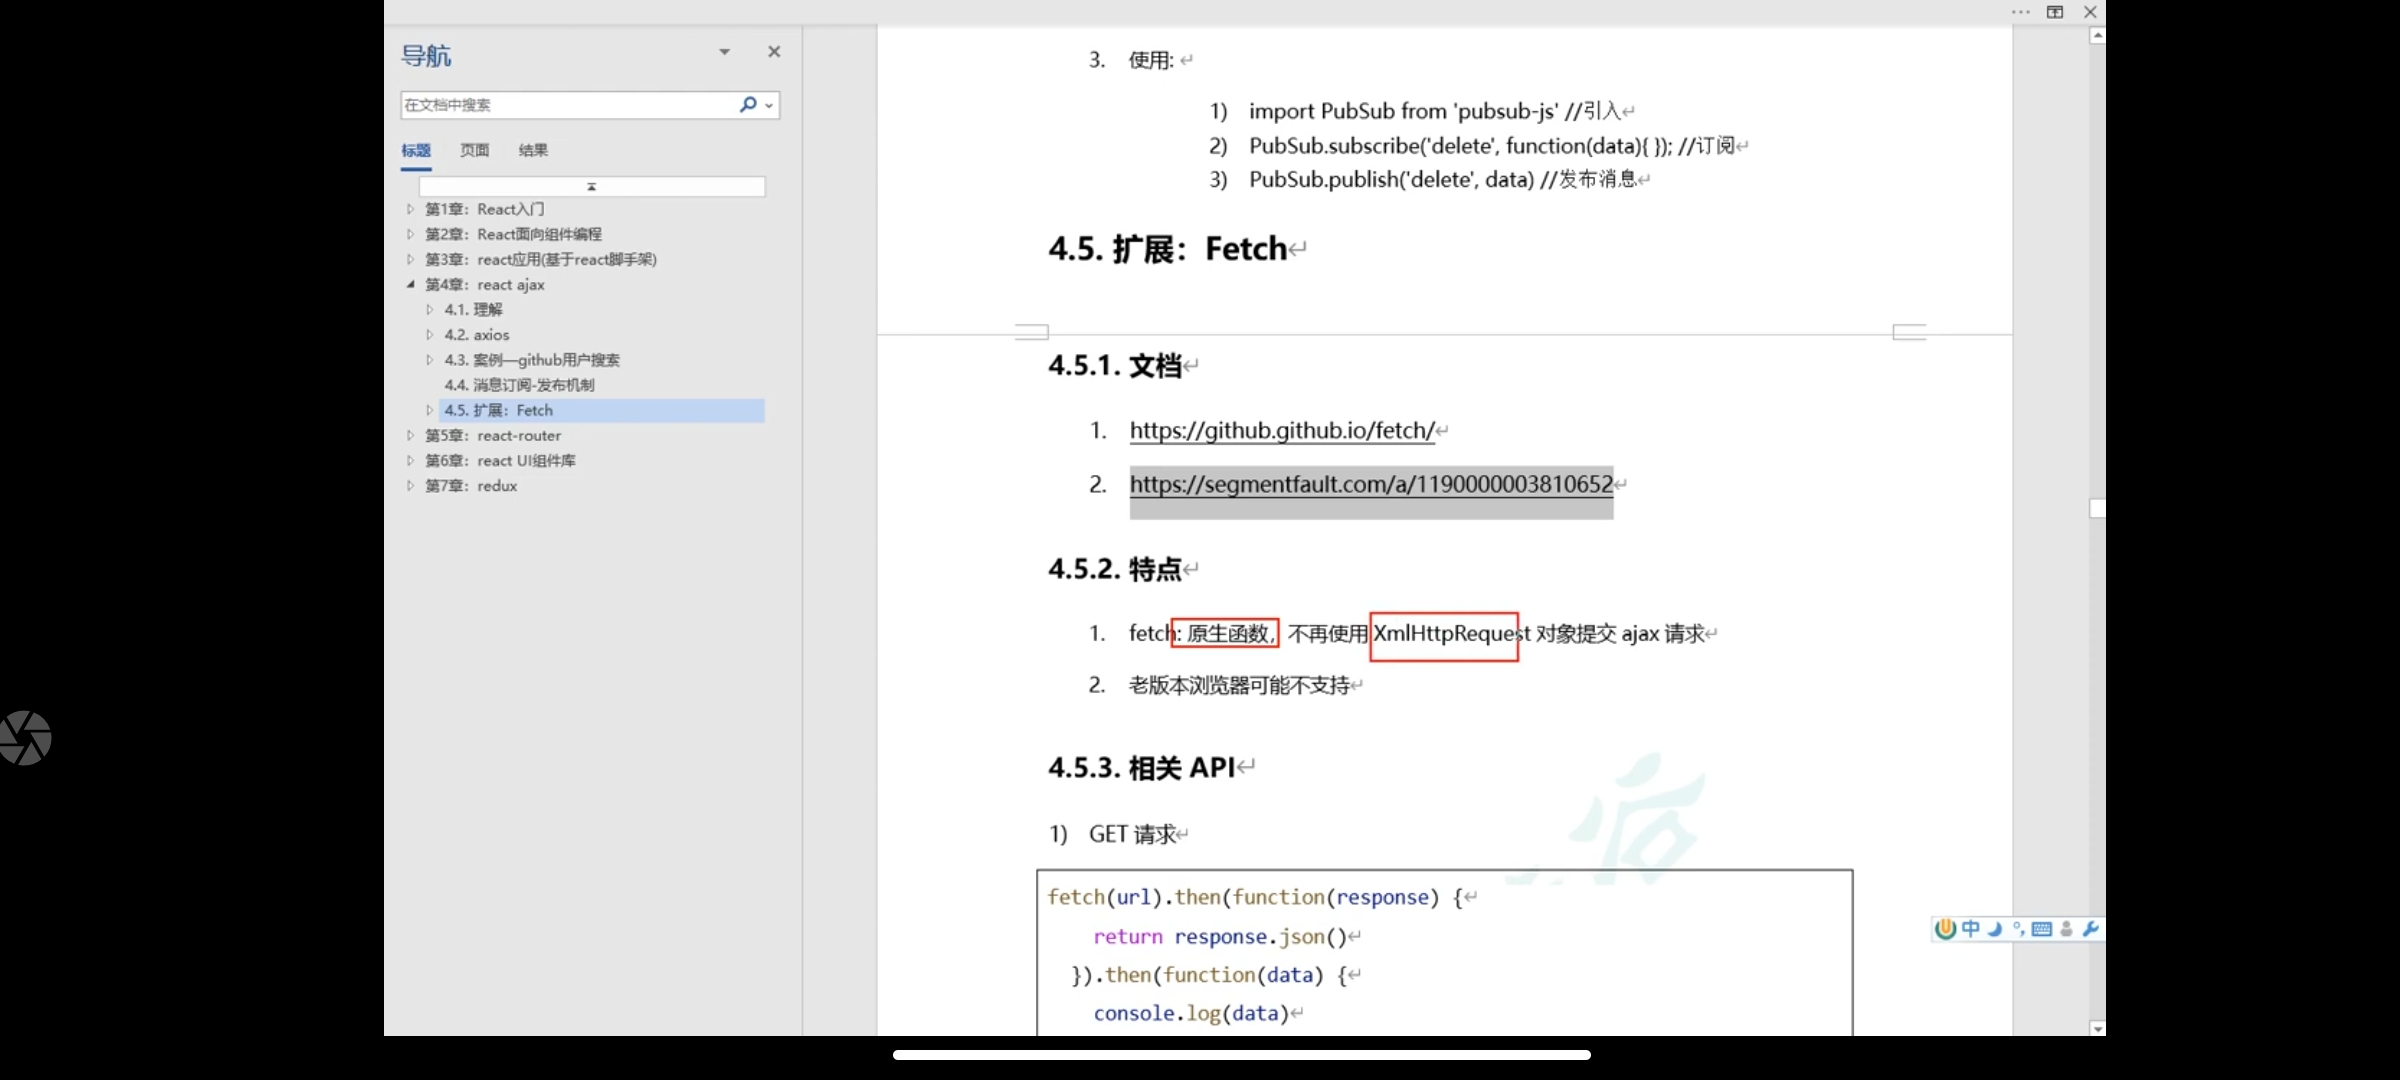 导航
在文档中搜索
标题 页面 结果
第1章：React入门
第2章：React面向组件编程
第3章：react应用(基于react脚手架)
第4章：react ajax
4.1. 理解
4.2. axios
4.3. 案例—github用户搜索
4.4. 消息订阅-发布机制
4.5. 扩展：Fetch
第5章：react-router
第6章：react UI组件库
第7章：redux
3. 使用:
1) import PubSub from 'pubsub-js' //引入
2) PubSub.subscribe('delete', function(data){ }); //订阅
3) PubSub.publish('delete', data) //发布消息
4.5. 扩展：Fetch
4.5.1. 文档
1. https://github.github.io/fetch/
2. https://segmentfault.com/a/1190000003810652
4.5.2. 特点
1. fetch: 原生函数，不再使用 XmlHttpRequest 对象提交 ajax 请求
2. 老版本浏览器可能不支持
4.5.3. 相关 API
1) GET 请求
fetch(url).then(function(response) {
return response.json()
}).then(function(data) {
console.log(data)
中